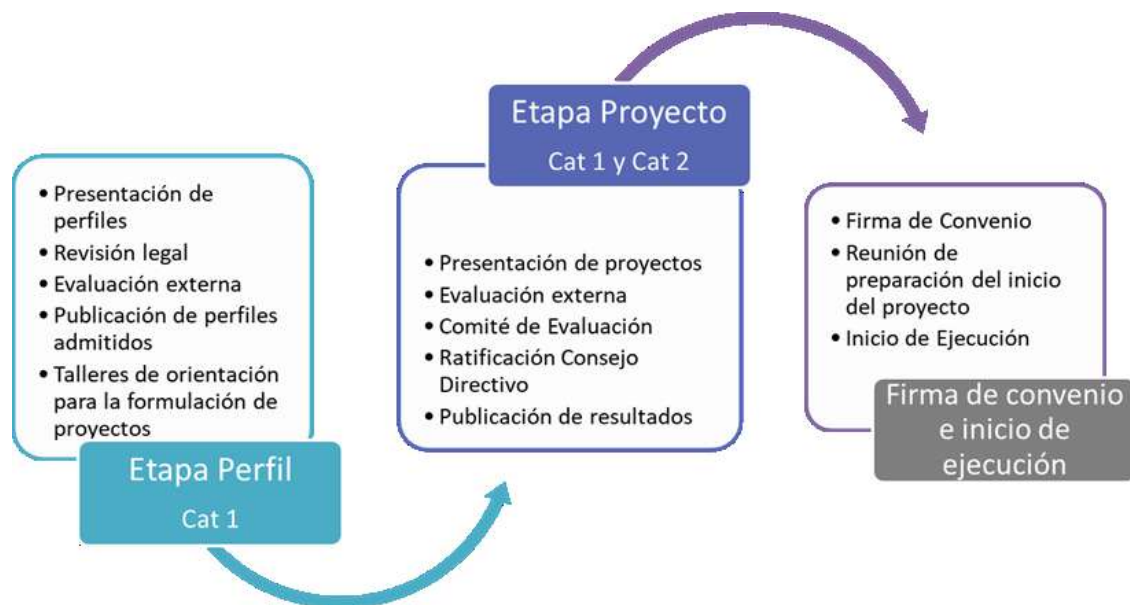 • Presentación de
perfiles
• Revisión legal
• Evaluación externa
• Publicación de perfiles
admitidos
• Talleres de orientación
para la formulación de
proyectos
Etapa Perfil
Cat 1
Etapa Proyecto
Cat 1 y Cat 2
• Presentación de proyectos
• Evaluación externa
• Comité de Evaluación
• Ratificación Consejo
Directivo
• Publicación de resultados
• Firma de Convenio
• Reunión de
preparación del inicio
del proyecto
• Inicio de Ejecución
Firma de convenio
e inicio de
ejecución